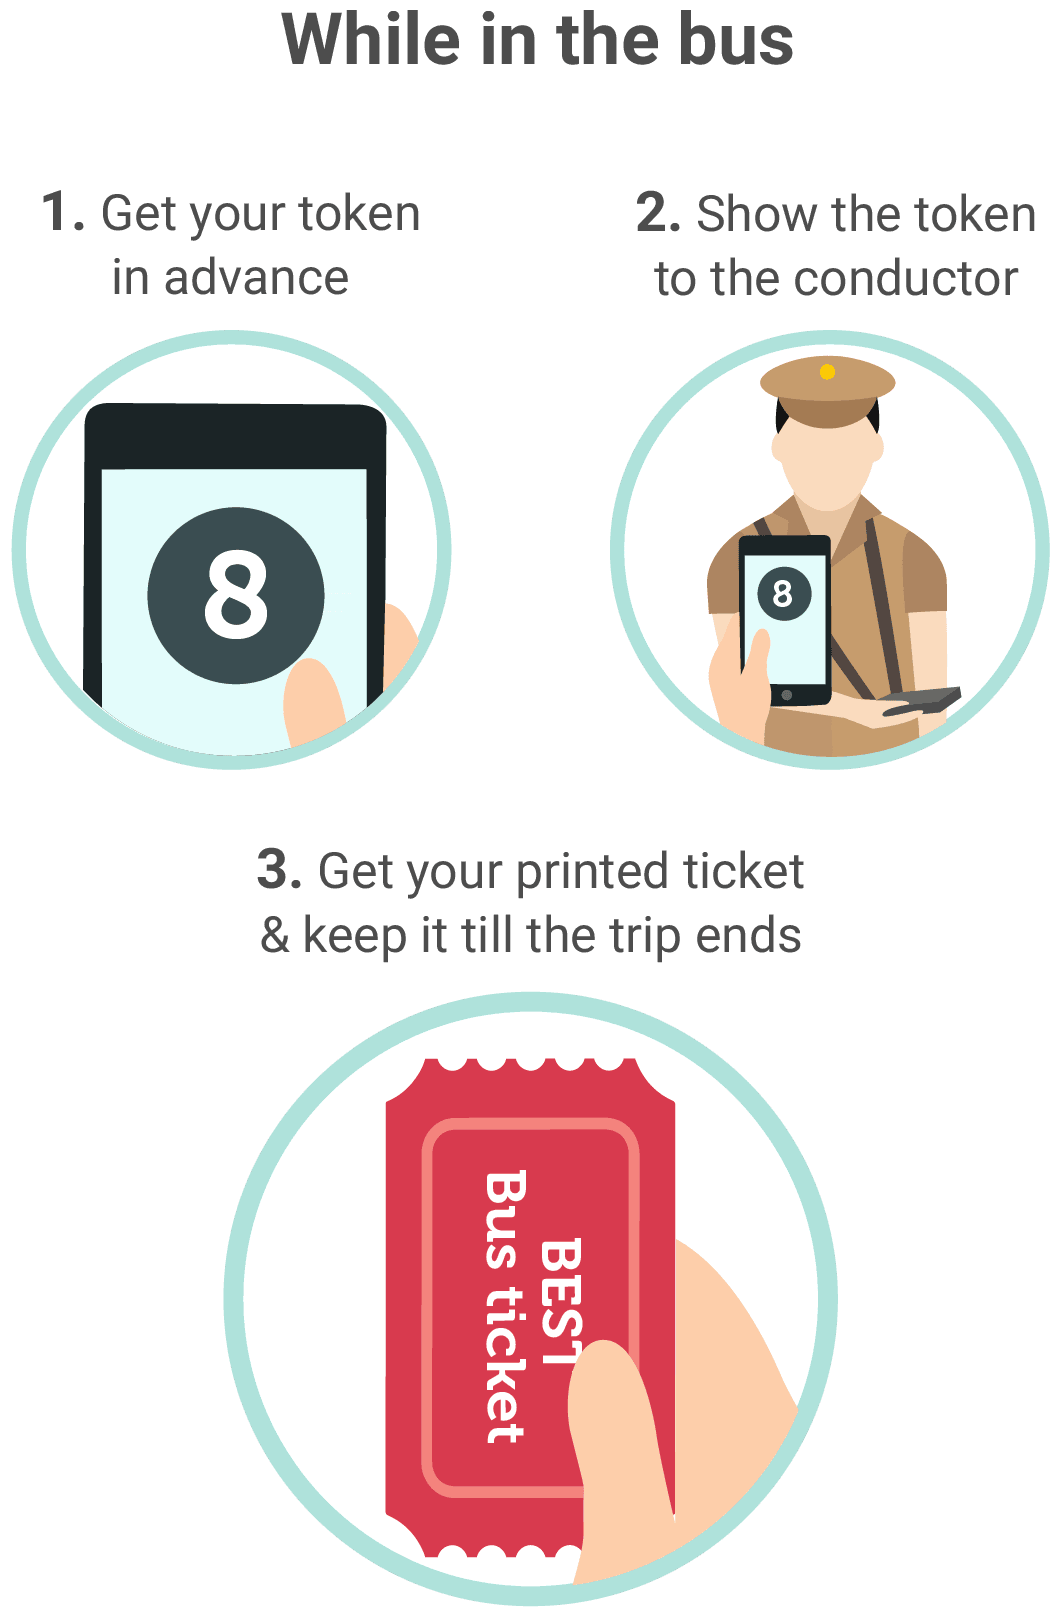 While in the bus
1. Get your token
in advance
8
2. Show the token
to the conductor
8
3. Get your printed ticket
& keep it till the trip ends
BEST
Bus ticket